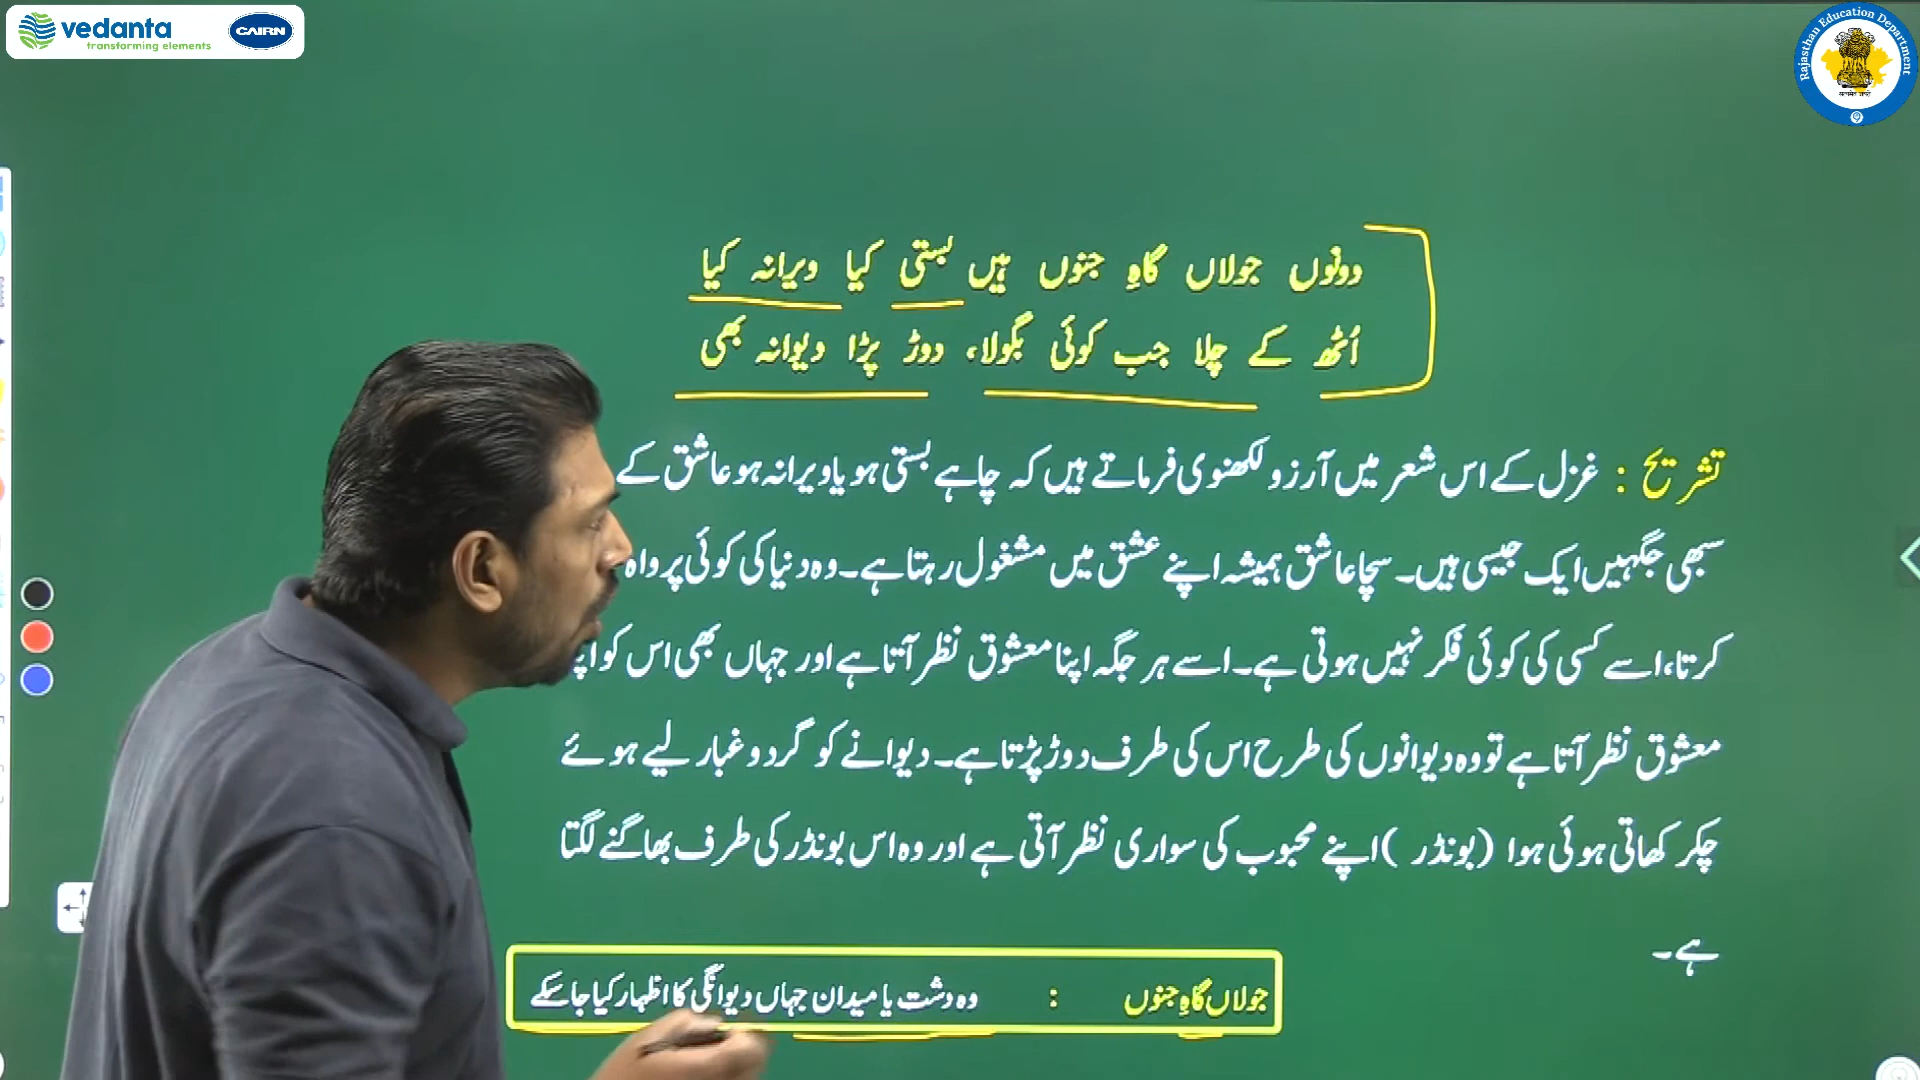 vedanta
transforming elements
CAIRN
Rajasthan Education Department
دونوں جولاں گاہِ جنوں ہیں بستی کیا ویرانہ کیا
اُٹھ کے چلا جب کوئی بگولا، دوڑ پڑا دیوانہ بھی
تشریح : غزل کے اس شعر میں آرزو لکھنوی فرماتے ہیں کہ چاہے بستی ہو یا ویرانہ ہو عاشق کے
سبھی جگہیں ایک جیسی ہیں۔ سچا عاشق ہمیشہ اپنے عشق میں مشغول رہتا ہے۔ وہ دنیا کی کوئی پرواہ
کرتا، اسے کسی کی کوئی فکر نہیں ہوتی ہے۔ اسے ہر جگہ اپنا معشوق نظر آتا ہے اور جہاں بھی اس کو
معشوق نظر آتا ہے تو وہ دیوانوں کی طرح اس کی طرف دوڑ پڑتا ہے۔ دیوانے کو گرد و غبار لیے ہوئے
چکر کھاتی ہوئی ہوا (بونڈر) اپنے محبوب کی سواری نظر آتی ہے اور وہ اس بونڈر کی طرف بھاگنے لگتا
ہے۔
جولاں گاہِ جنوں : وہ دشت یا میدان جہاں دیوانگی کا اظہار کیا جا سکے